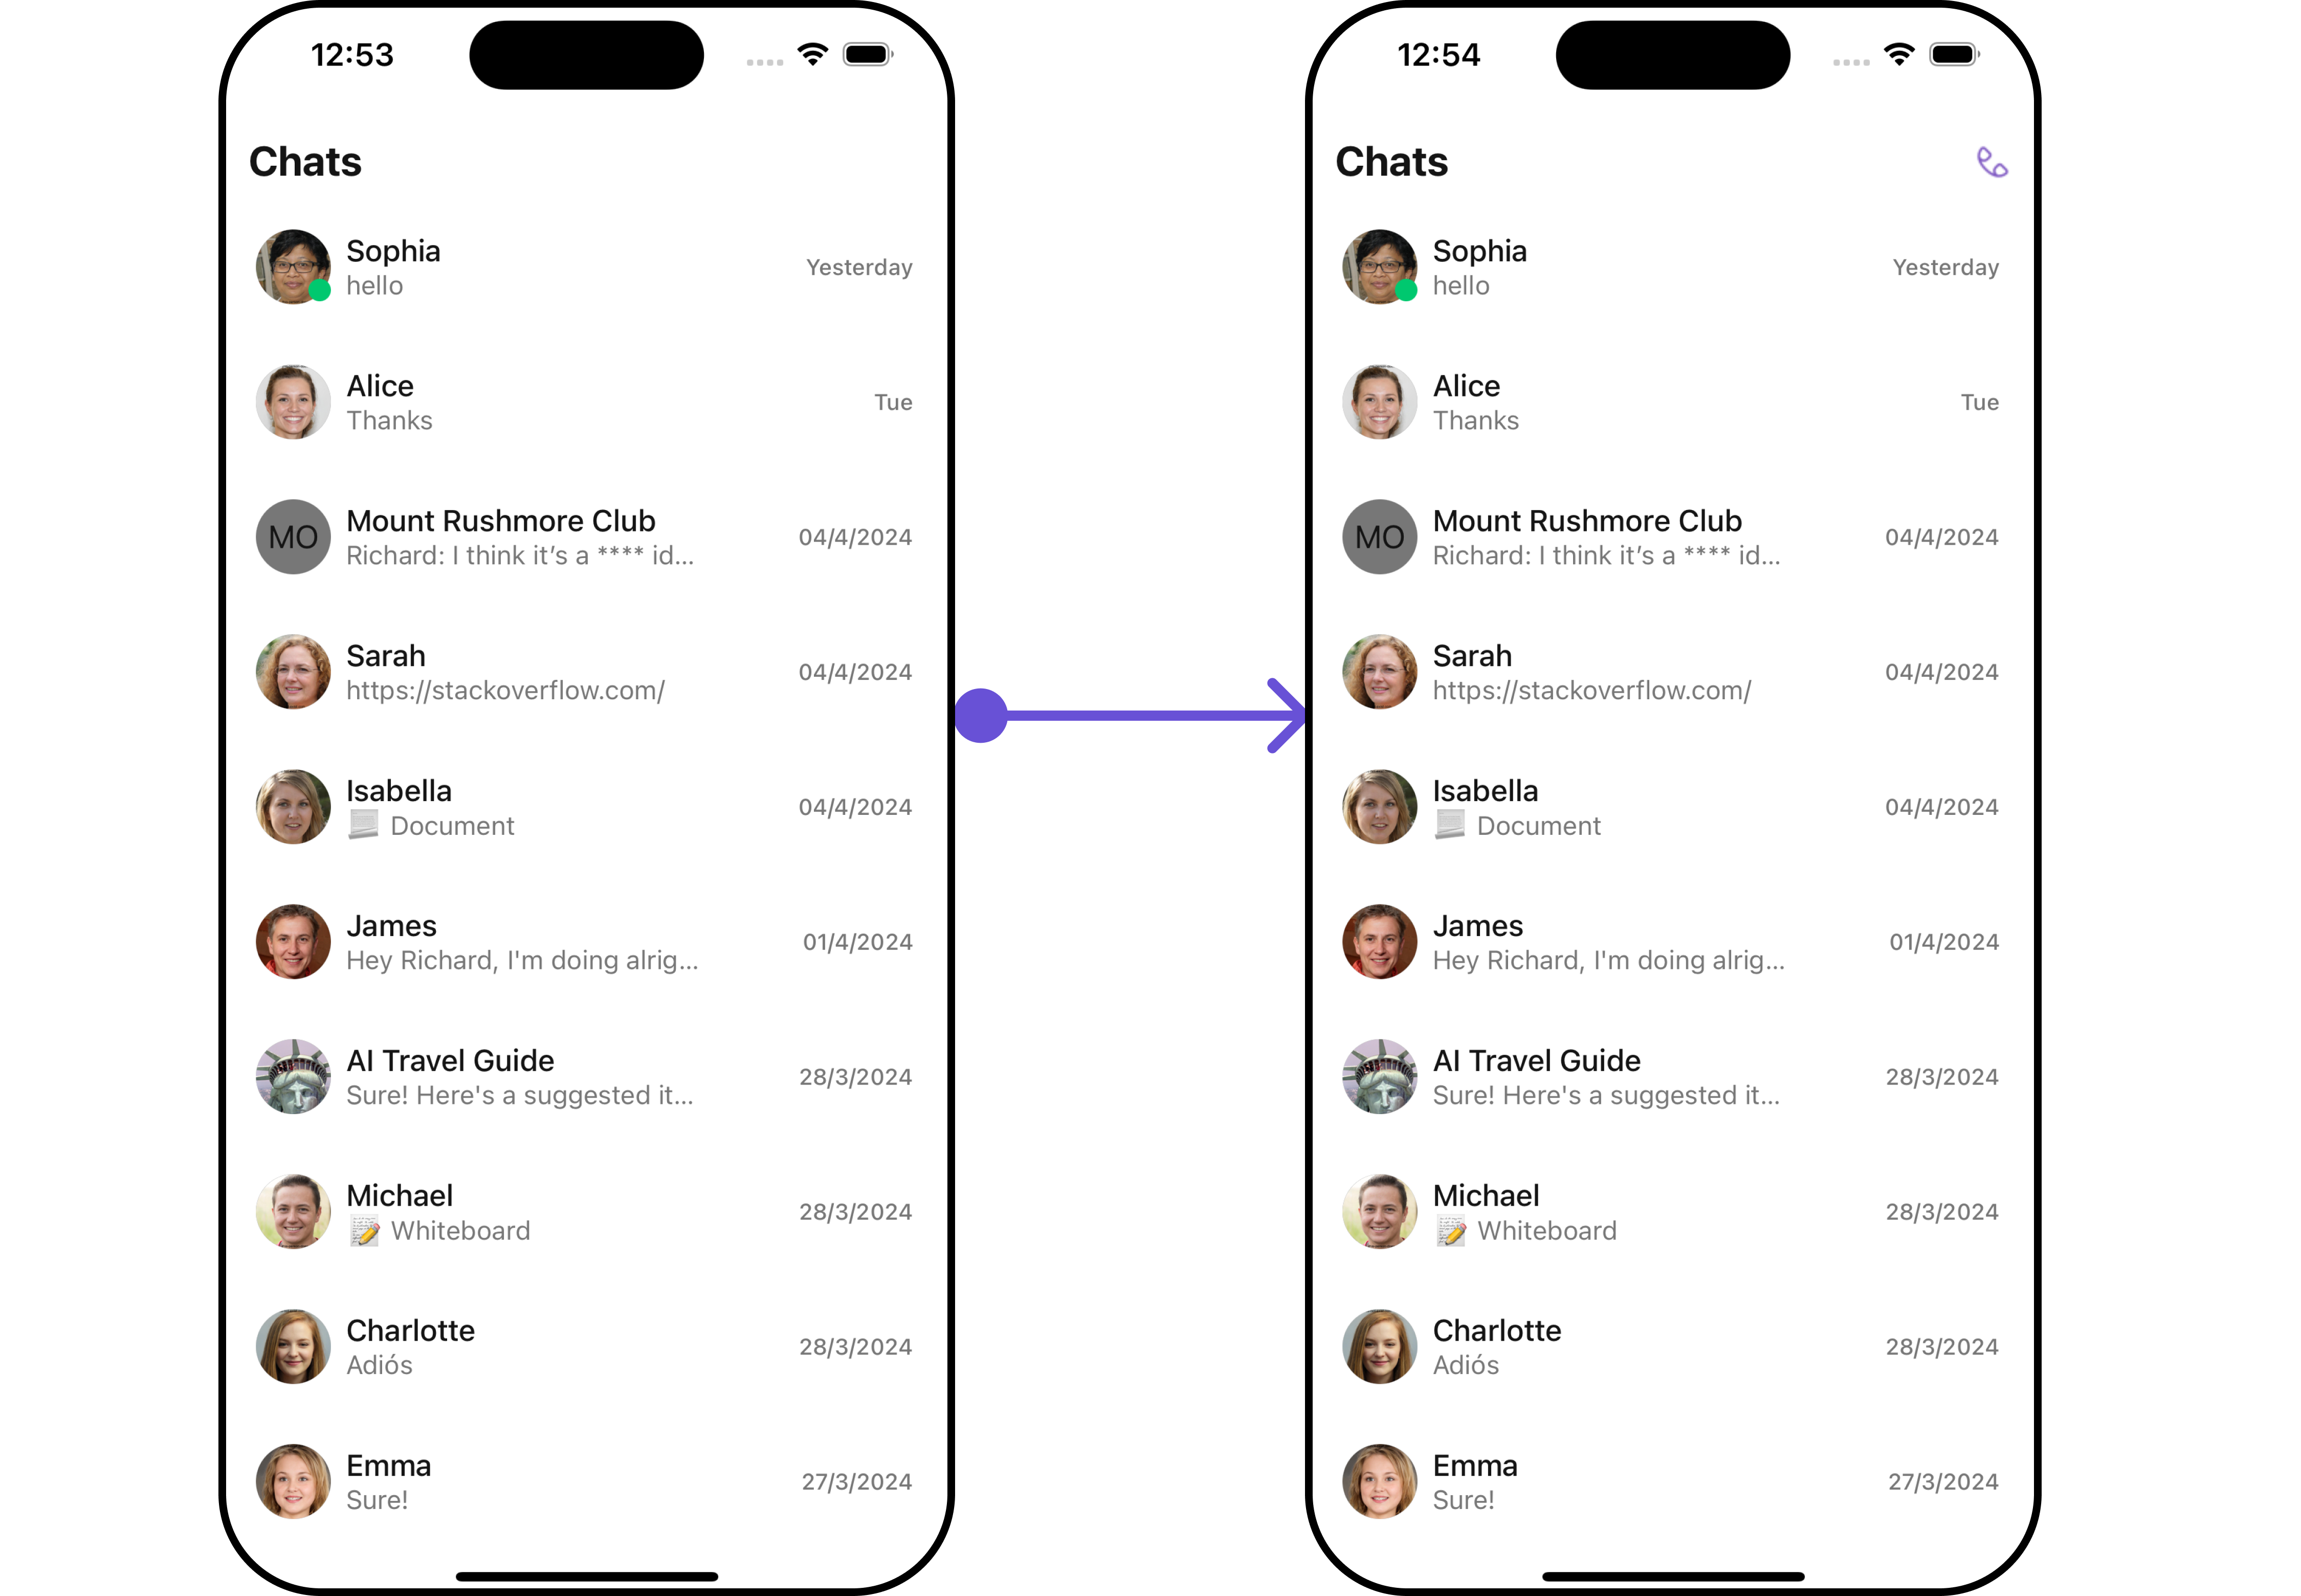 12:53
Chats
Sophia
hello
Yesterday
Alice
Thanks
Tue
MO
Mount Rushmore Club
Richard: I think it’s a **** id...
04/4/2024
Sarah
https://stackoverflow.com/
04/4/2024
Isabella
Document
04/4/2024
James
Hey Richard, I'm doing alrig...
01/4/2024
AI Travel Guide
Sure! Here's a suggested it...
28/3/2024
Michael
Whiteboard
28/3/2024
Charlotte
Adiós
28/3/2024
Emma
Sure!
27/3/2024
12:54
Chats
Sophia
hello
Yesterday
Alice
Thanks
Tue
MO
Mount Rushmore Club
Richard: I think it’s a **** id...
04/4/2024
Sarah
https://stackoverflow.com/
04/4/2024
Isabella
Document
04/4/2024
James
Hey Richard, I'm doing alrig...
01/4/2024
AI Travel Guide
Sure! Here's a suggested it...
28/3/2024
Michael
Whiteboard
28/3/2024
Charlotte
Adiós
28/3/2024
Emma
Sure!
27/3/2024